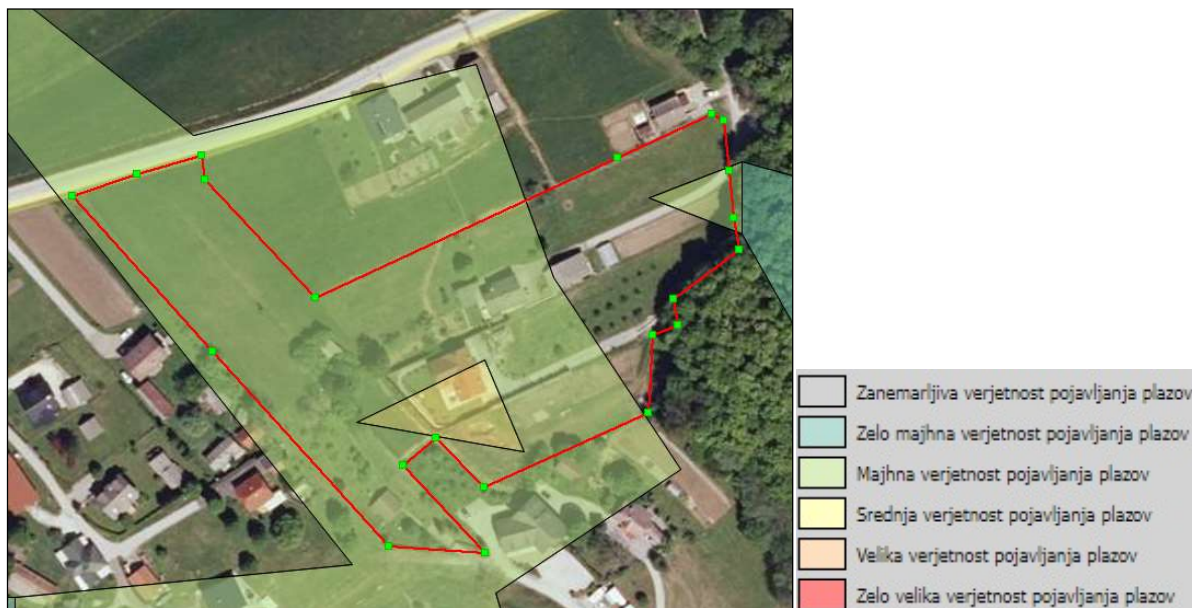 Zanemarljiva verjetnost pojavljanja plazov
Zelo majhna verjetnost pojavljanja plazov
Majhna verjetnost pojavljanja plazov
Srednja verjetnost pojavljanja plazov
Velika verjetnost pojavljanja plazov
Zelo velika verjetnost pojavljanja plazov